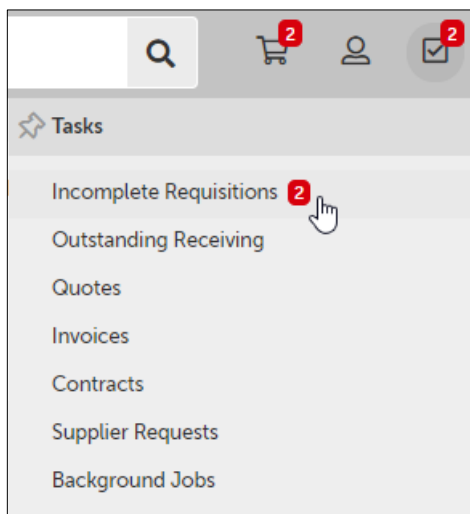 2 2
Tasks
Incomplete Requisitions 2
Outstanding Receiving
Quotes
Invoices
Contracts
Supplier Requests
Background Jobs